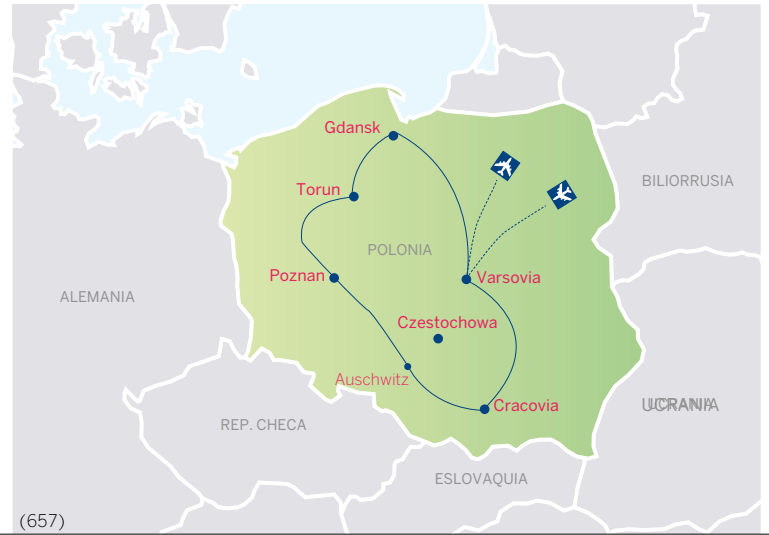 Gdansk
BILIORRUSIA
Torun
POLONIA
Poznan
Varsovia
ALEMANIA
Czestochowa
Auschwitz
Cracovia
UCRANIA
REP. CHECA
ESLOVAQUIA
(657)